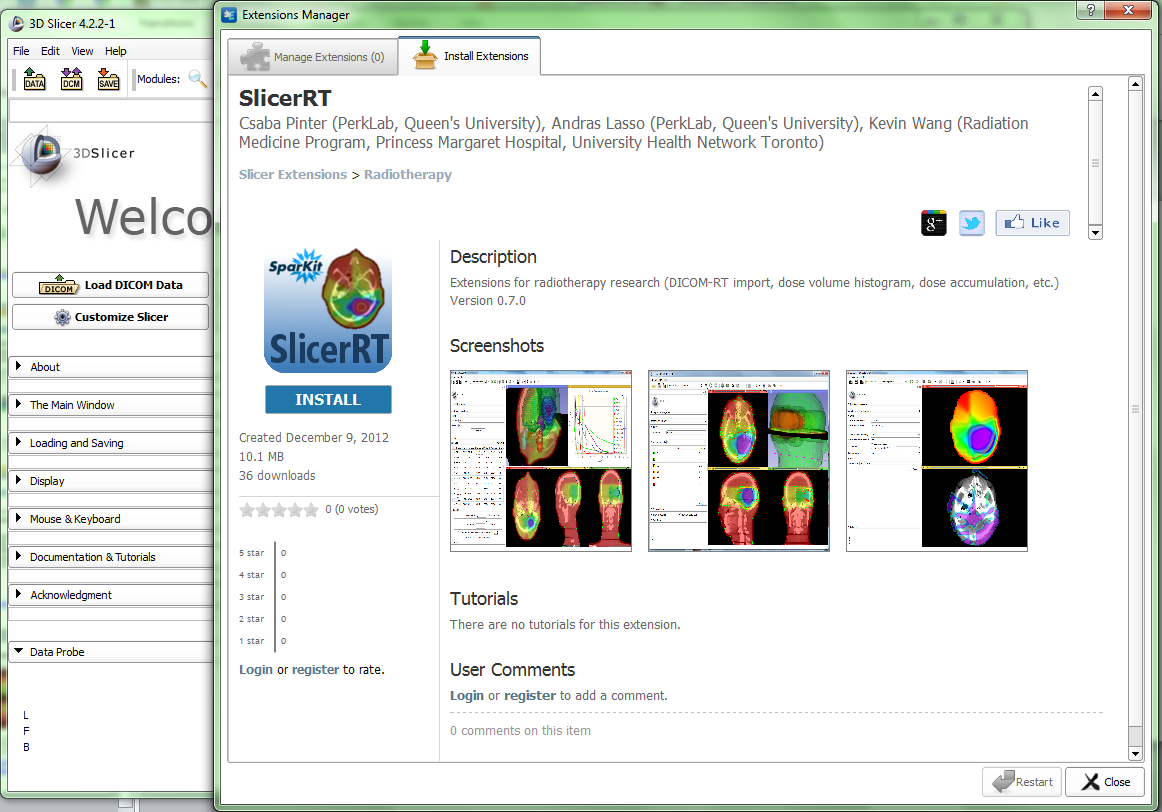 3D Slicer 4.2.2-1
File Edit View Help
DATA DCM SAVE Modules:
3DSlicer
Welco
DICOM Load DICOM Data
Customize Slicer
About
The Main Window
Loading and Saving
Display
Mouse & Keyboard
Documentation & Tutorials
Acknowledgment
Data Probe
L
F
B
Extensions Manager
Manage Extensions (0) Install Extensions
SlicerRT
Csaba Pinter (PerkLab, Queen's University), Andras Lasso (PerkLab, Queen's University), Kevin Wang (Radiation
Medicine Program, Princess Margaret Hospital, University Health Network Toronto)
Slicer Extensions > Radiotherapy
g+ Like
SparKit
SlicerRT
INSTALL
Created December 9, 2012
10.1 MB
36 downloads
0 (0 votes)
5 star 0
4 star 0
3 star 0
2 star 0
1 star 0
Login or register to rate.
Description
Extensions for radiotherapy research (DICOM-RT import, dose volume histogram, dose accumulation, etc.)
Version 0.7.0
Screenshots
Tutorials
There are no tutorials for this extension.
User Comments
Login or register to add a comment.
0 comments on this item
Restart Close